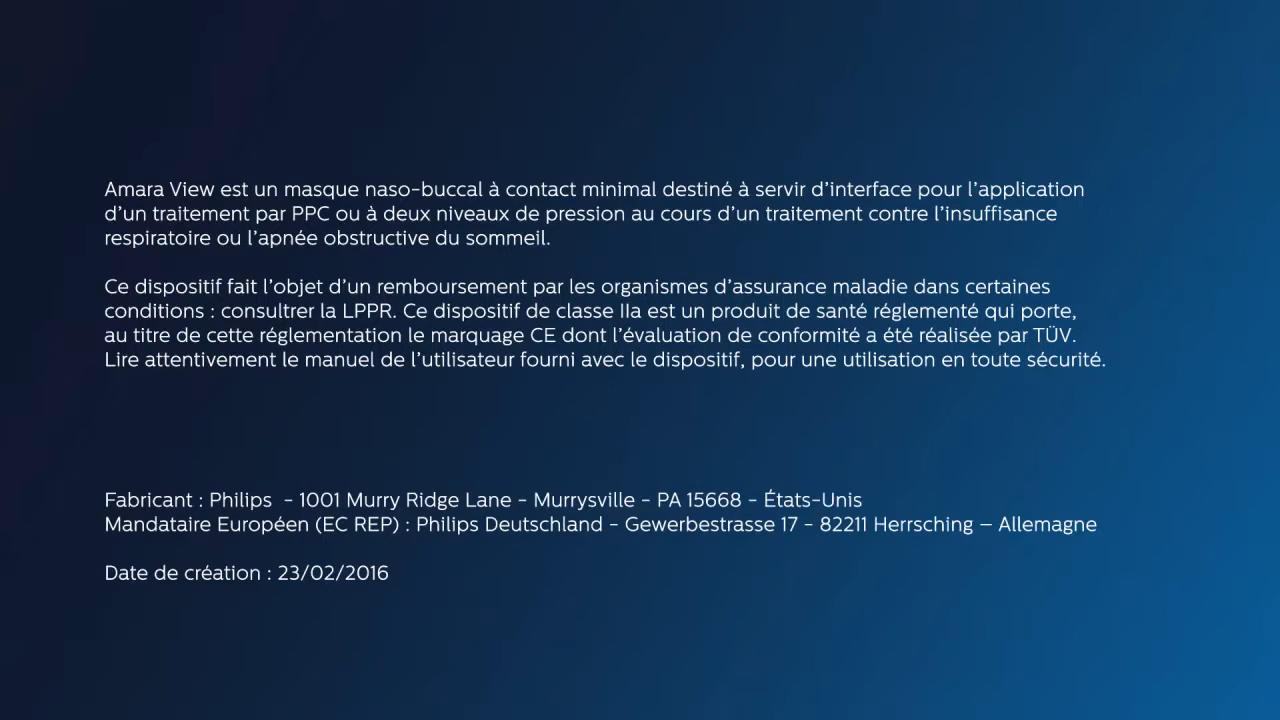 Amara View est un masque naso-buccal à contact minimal destiné à servir d’interface pour l’application
d’un traitement par PPC ou à deux niveaux de pression au cours d’un traitement contre l’insuffisance
respiratoire ou l’apnée obstructive du sommeil.
Ce dispositif fait l’objet d’un remboursement par les organismes d’assurance maladie dans certaines
conditions : consultrer la LPPR. Ce dispositif de classe IIa est un produit de santé réglementé qui porte,
au titre de cette réglementation le marquage CE dont l’évaluation de conformité a été réalisée par TÜV.
Lire attentivement le manuel de l’utilisateur fourni avec le dispositif, pour une utilisation en toute sécurité.
Fabricant : Philips - 1001 Murry Ridge Lane - Murrysville - PA 15668 - États-Unis
Mandataire Européen (EC REP) : Philips Deutschland - Gewerbestrasse 17 - 82211 Herrsching – Allemagne
Date de création : 23/02/2016